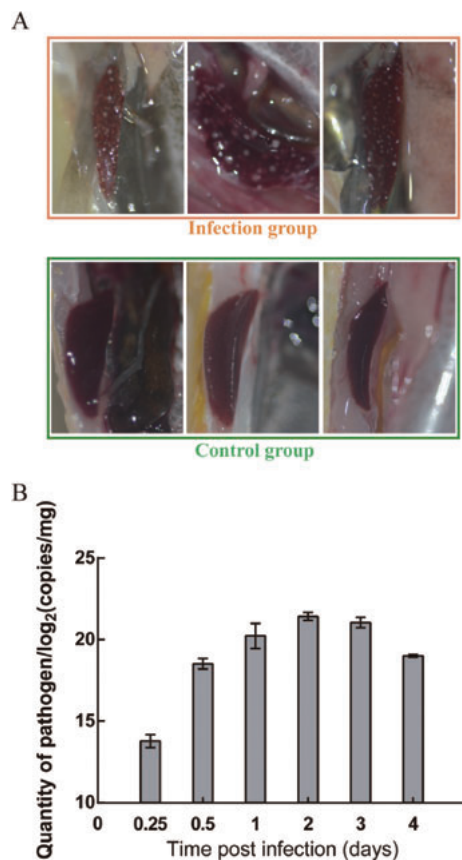 A
Infection group
Control group
B
Quantity of pathogen/log₂(copies/mg)
25
20
15
10
0 0.25 0.5 1 2 3 4
Time post infection (days)